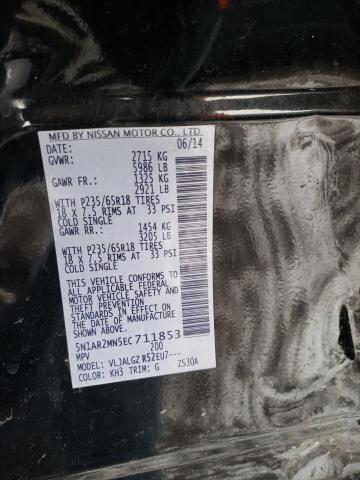 MFD BY NISSAN MOTOR CO., LTD.
DATE: 06/14
GVWR: 2715 KG
5986 LB
GAWR FR.: 1325 KG
2921 LB
WITH P235/65R18 TIRES
18 X 7.5 RIMS AT 33 PSI
COLD SINGLE
GAWR RR.: 1454 KG
3205 LB
WITH P235/65R18 TIRES
18 X 7.5 RIMS AT 33 PSI
COLD SINGLE
THIS VEHICLE CONFORMS TO ALL
APPLICABLE FEDERAL
MOTOR VEHICLE SAFETY AND
THEFT PREVENTION
STANDARDS IN EFFECT ON
THE DATE OF MANUFACTURE
5N1AR2MN5EC711853
MPV 200
MODEL: VLJALGZ R52EU7---
COLOR: KH3 TRIM: G ZS30A